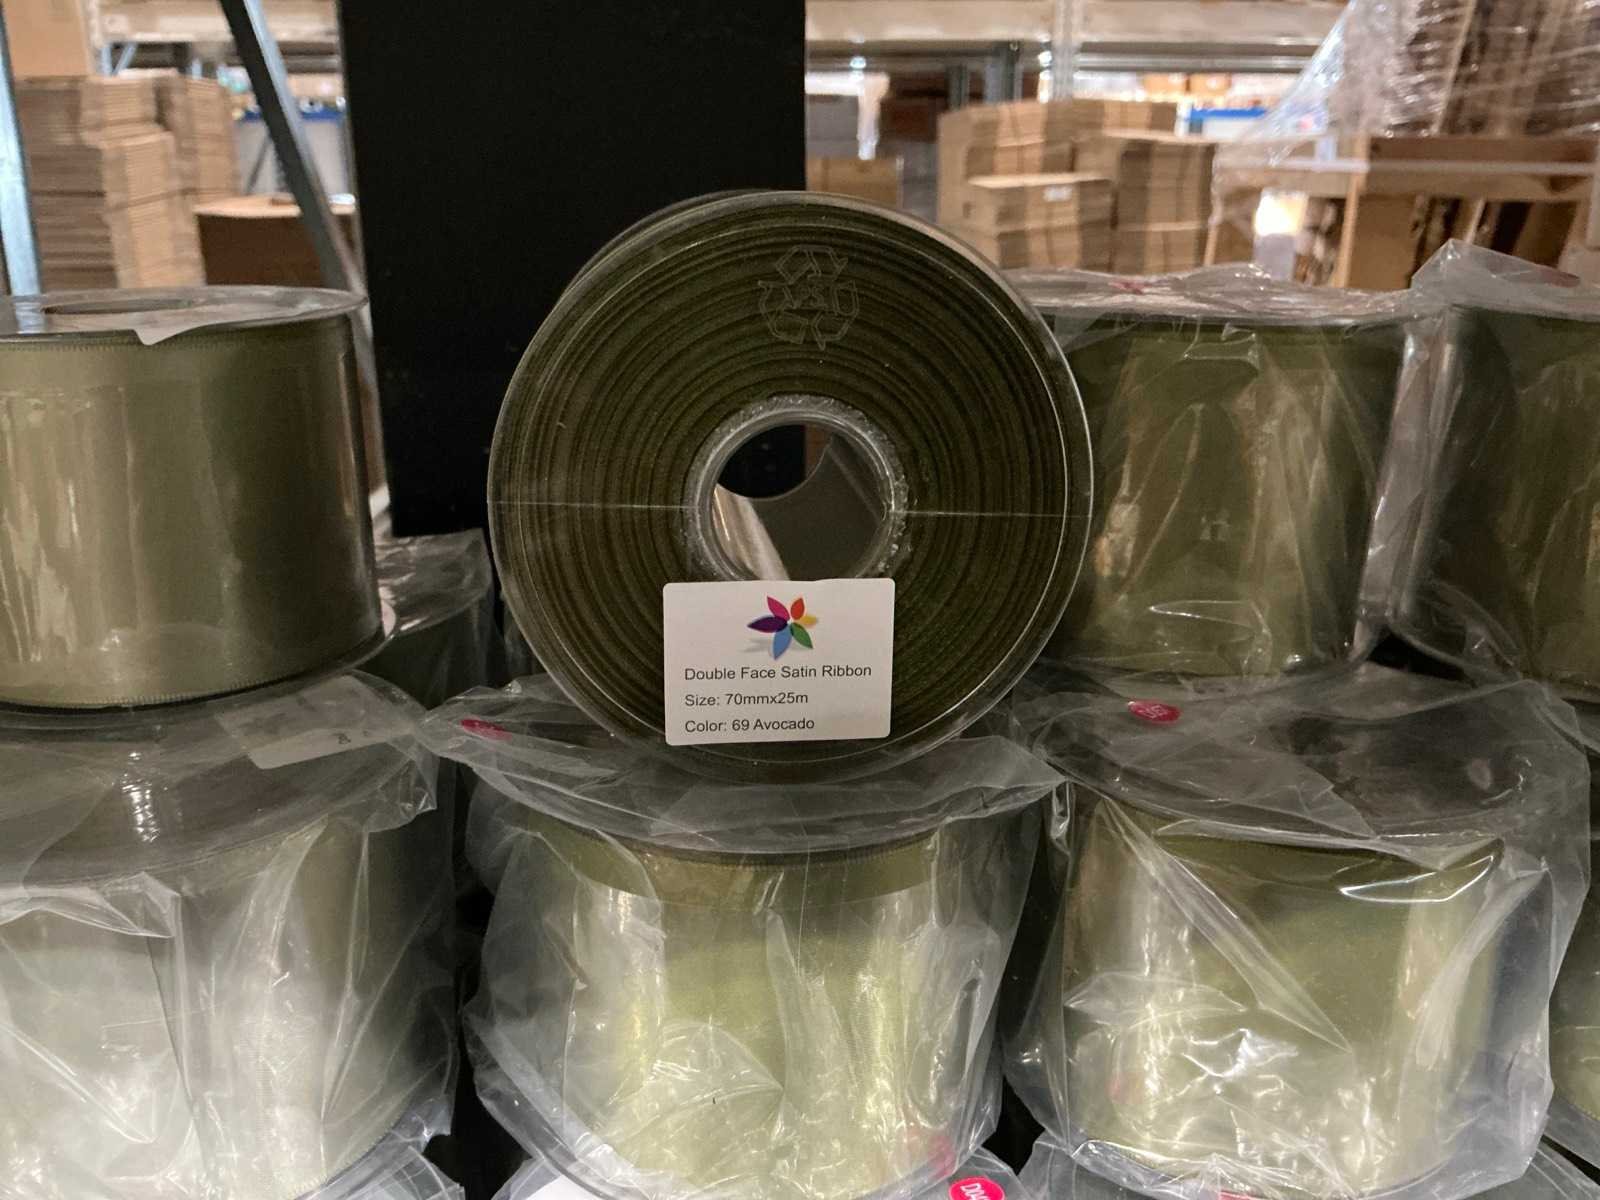 Double Face Satin Ribbon
Size: 70mmx25m
Color: 69 Avocado